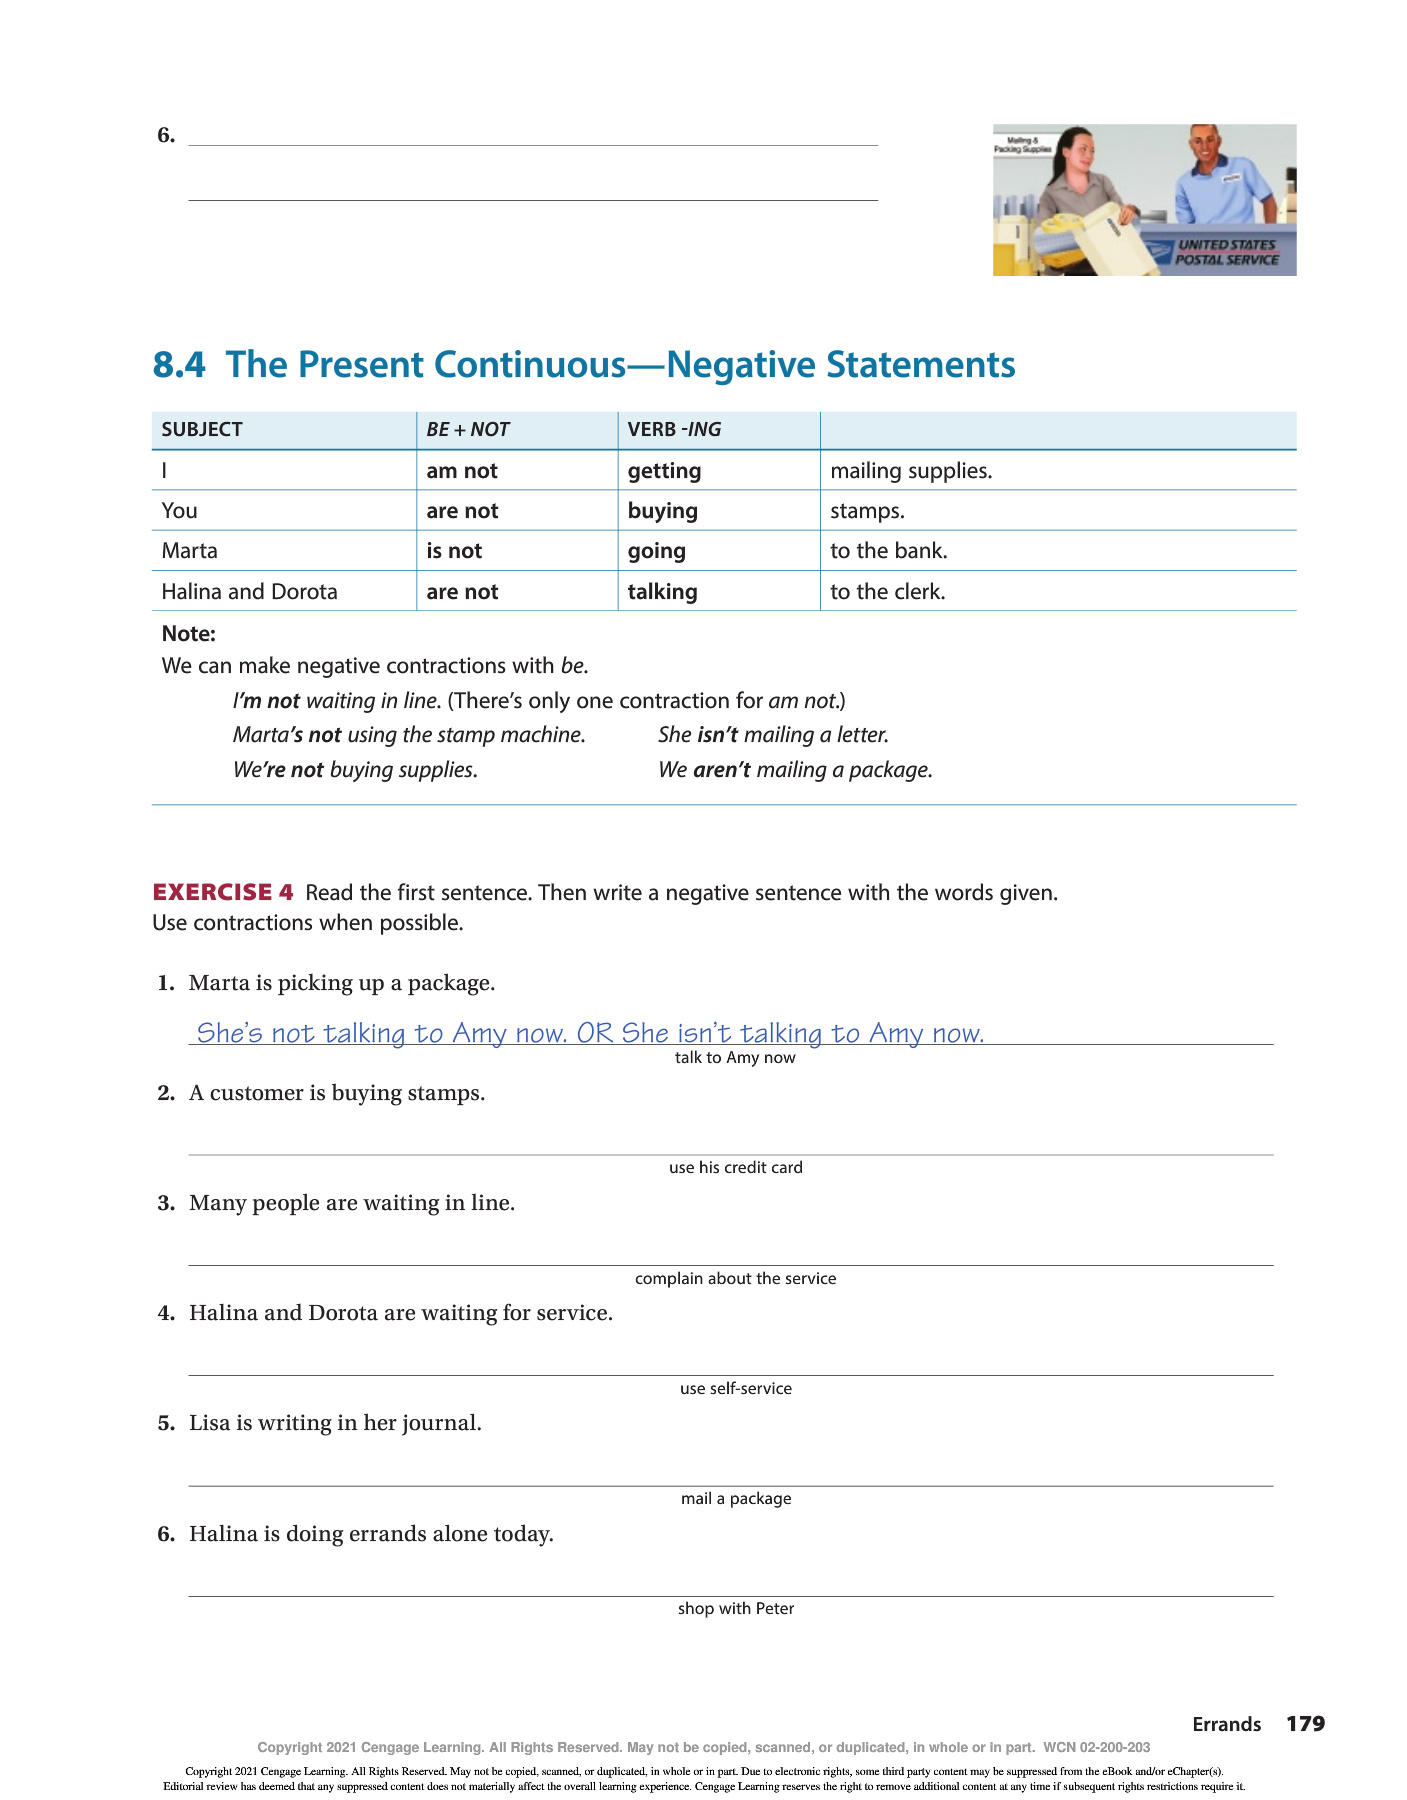 6.
Mailing &
Packing Supplies
UNITED STATES
POSTAL SERVICE
8.4 The Present Continuous—Negative Statements
SUBJECT BE + NOT VERB -ING
I am not getting mailing supplies.
You are not buying stamps.
Marta is not going to the bank.
Halina and Dorota are not talking to the clerk.
Note:
We can make negative contractions with be.
I'm not waiting in line. (There's only one contraction for am not.)
Marta's not using the stamp machine. She isn't mailing a letter.
We're not buying supplies. We aren't mailing a package.
EXERCISE 4 Read the first sentence. Then write a negative sentence with the words given.
Use contractions when possible.
1. Marta is picking up a package.
She's not talking to Amy now. OR She isn't talking to Amy now.
talk to Amy now
2. A customer is buying stamps.
use his credit card
3. Many people are waiting in line.
complain about the service
4. Halina and Dorota are waiting for service.
use self-service
5. Lisa is writing in her journal.
mail a package
6. Halina is doing errands alone today.
shop with Peter
Errands 179
Copyright 2021 Cengage Learning. All Rights Reserved. May not be copied, scanned, or duplicated, in whole or in part. WCN 02-200-203
Copyright 2021 Cengage Learning. All Rights Reserved. May not be copied, scanned, or duplicated, in whole or in part. Due to electronic rights, some third party content may be suppressed from the eBook and/or eChapter(s).
Editorial review has deemed that any suppressed content does not materially affect the overall learning experience. Cengage Learning reserves the right to remove additional content at any time if subsequent rights restrictions require it.